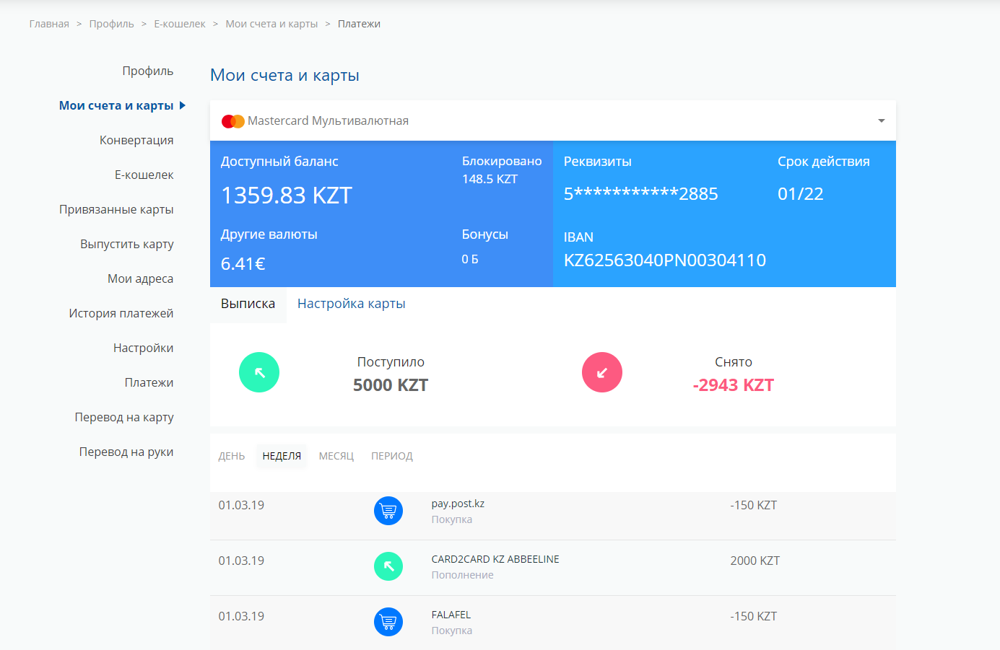 Главная > Профиль > Е-кошелек > Мои счета и карты > Платежи
Профиль
Мои счета и карты
Конвертация
Е-кошелек
Привязанные карты
Выпустить карту
Мои адреса
История платежей
Настройки
Платежи
Перевод на карту
Перевод на руки
Мои счета и карты
Mastercard Мультивалютная
Доступный баланс
1359.83 KZT
Блокировано
148.5 KZT
Другие валюты
6.41€
Бонусы
0 Б
Реквизиты
5***********2885
Срок действия
01/22
IBAN
KZ62563040PN00304110
Выписка Настройка карты
Поступило
5000 KZT
Снято
-2943 KZT
ДЕНЬ НЕДЕЛЯ МЕСЯЦ ПЕРИОД
01.03.19 pay.post.kz -150 KZT
Покупка
01.03.19 CARD2CARD KZ ABBEELINE 2000 KZT
Пополнение
01.03.19 FALAFEL -150 KZT
Покупка